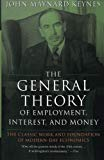 JOHN MAYNARD KEYNES
THE
GENERAL
THEORY
OF EMPLOYMENT,
INTEREST, AND MONEY
THE CLASSIC WORK AND FOUNDATION
OF MODERN-DAY ECONOMICS